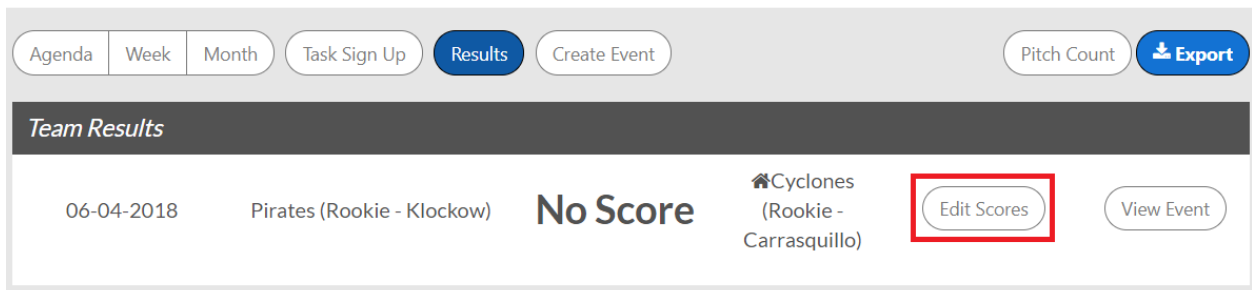 Agenda Week Month Task Sign Up Results Create Event Pitch Count Export
Team Results
06-04-2018 Pirates (Rookie - Klockow) No Score Cyclones
(Rookie -
Carrasquillo) Edit Scores View Event